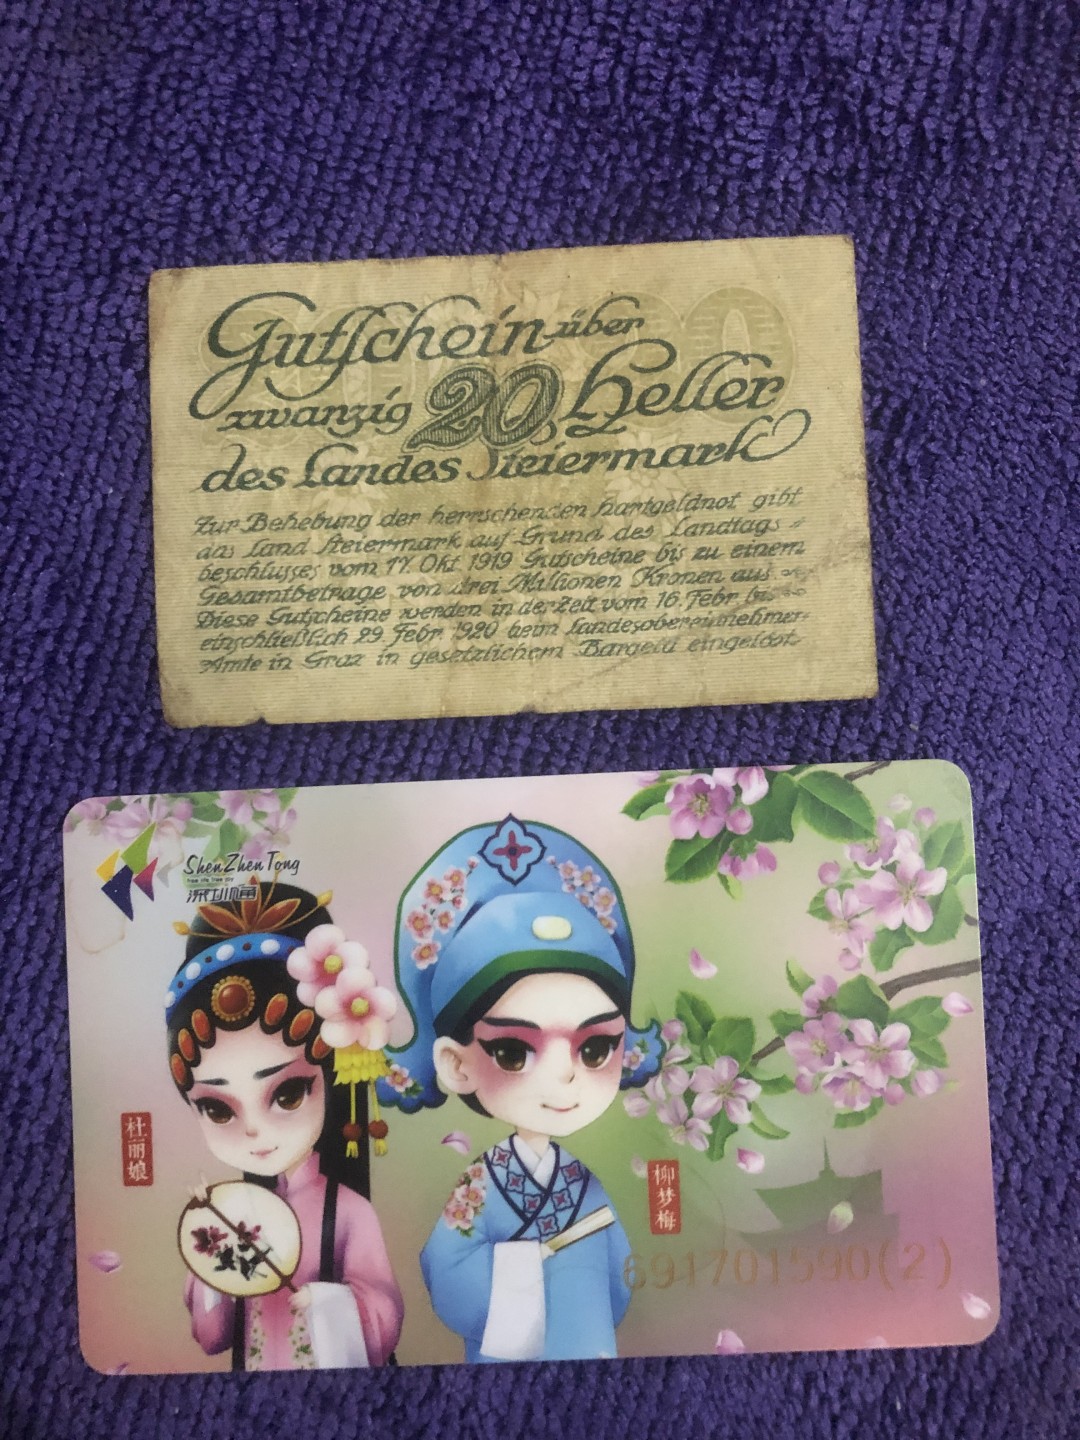 Gutschein über
zwanzig 20 Heller
des Landes Steiermark
Zur Behebung der herrschenden Hartgeldnot gibt
das Land Steiermark auf Grund des Landtags-
beschlusses vom 17. Okt. 1919 Gutscheine bis zu einem
Gesamtbetrage von drei Millionen Kronen aus.
Diese Gutscheine werden in der Zeit vom 16. Febr. bis
einschließlich 29. Febr. 1920 beim Landesobereinnehmer-
Amte in Graz in gesetzlichem Bargeld eingelöst.
ShenZhen Tong
深圳通
杜丽娘
柳梦梅
691701590(2)